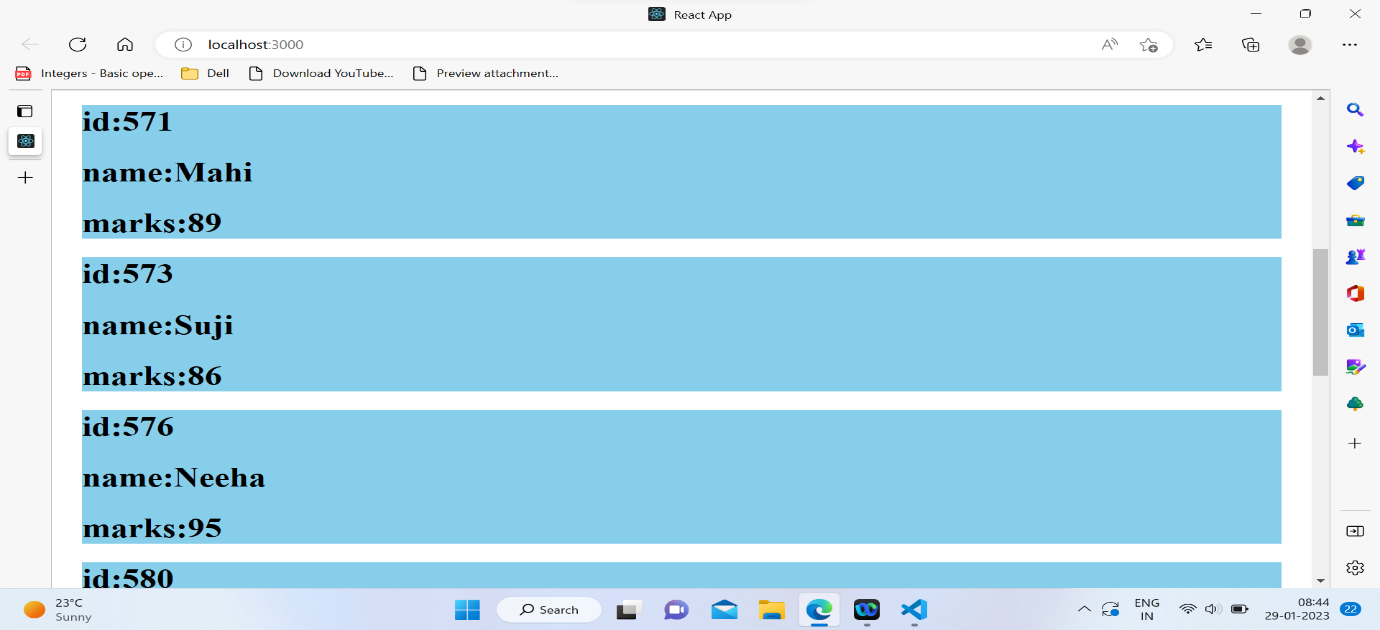 React App
localhost:3000
Integers - Basic ope...
Dell
Download YouTube...
Preview attachment...
id:571
name:Mahi
marks:89
id:573
name:Suji
marks:86
id:576
name:Neeha
marks:95
id:580
23°C
Sunny
Search
ENG
IN
08:44
29-01-2023
22